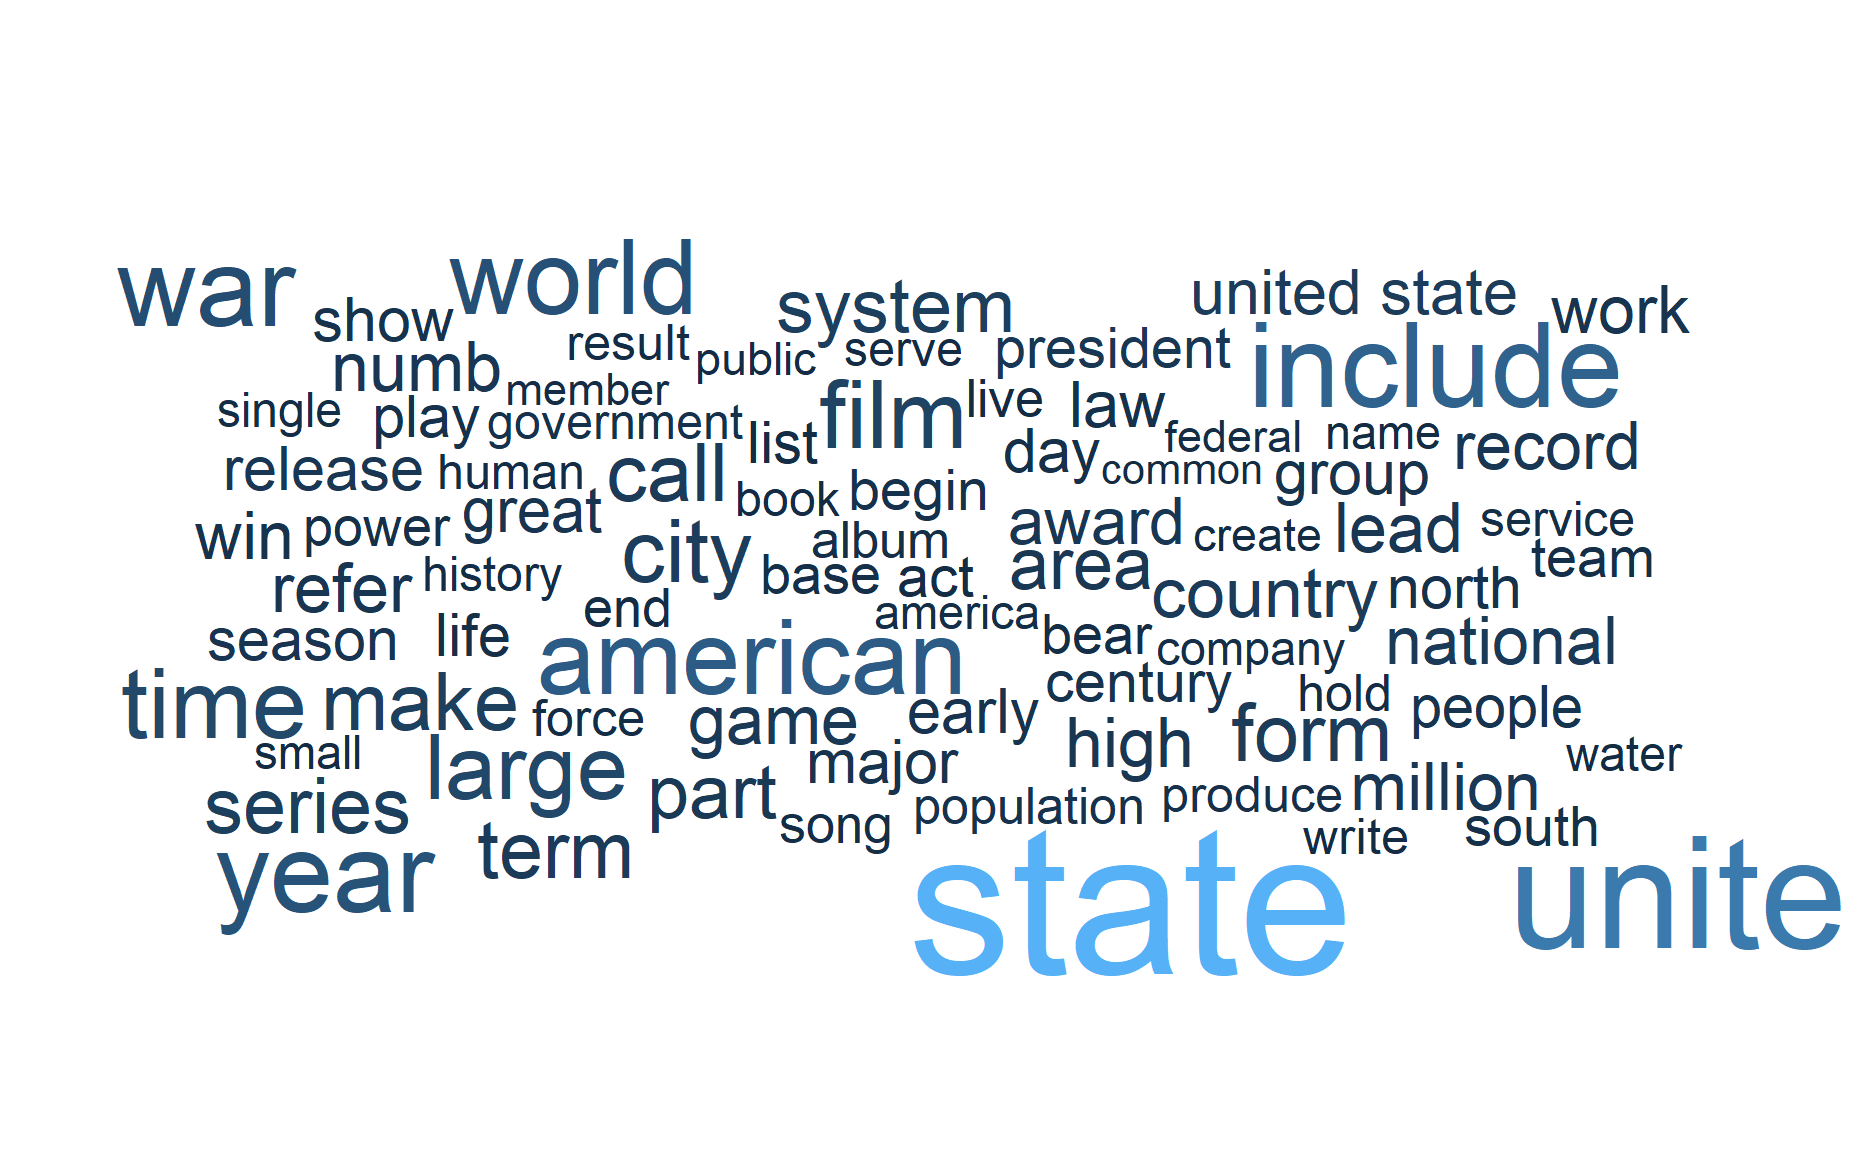 war
world
show
system
united state
work
numb
result
public
serve
president
include
member
single
play
government
list
film
live
law
day
federal
name
record
release
human
call
book
begin
common
group
win
power
great
city
album
award
create
lead
service
refer
history
base
act
area
country
north
team
season
life
end
american
america
bear
company
national
time
make
force
game
early
century
hold
people
small
large
major
high
form
water
series
part
song
population
produce
million
year
term
write
south
state
unite